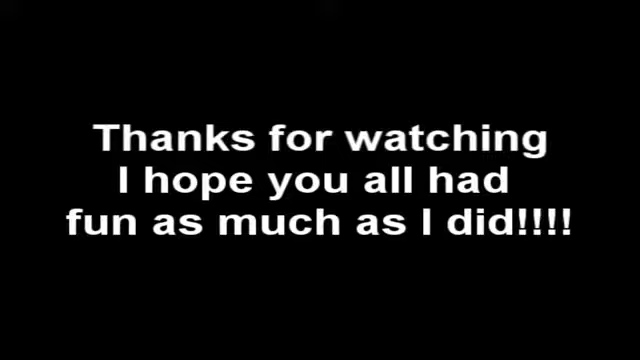 Thanks for watching
I hope you all had
fun as much as I did!!!!